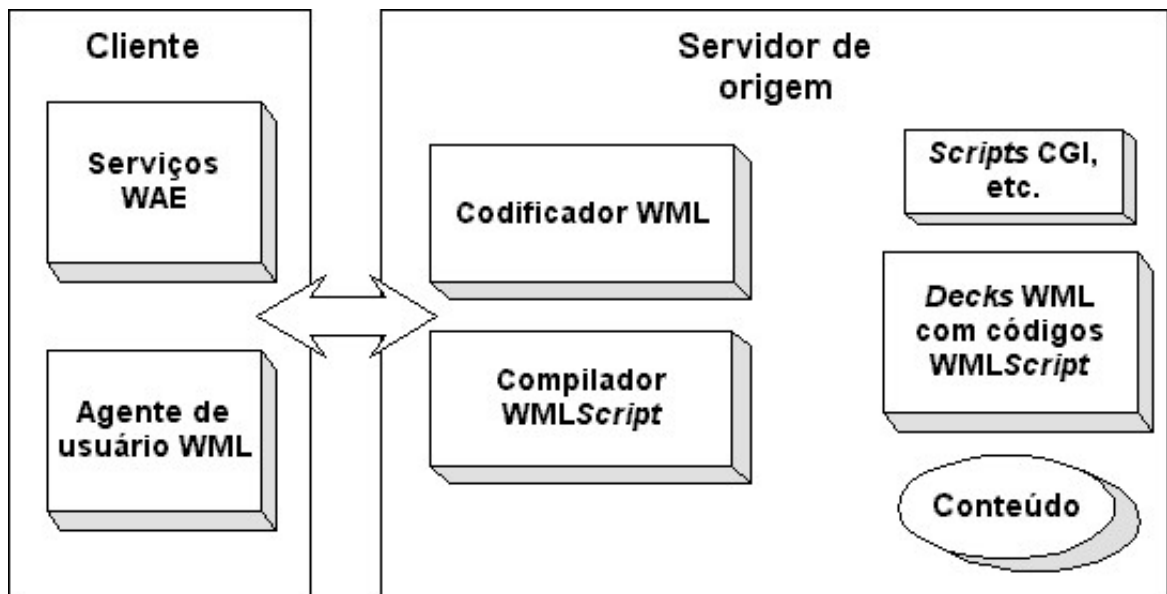 Cliente
Serviços
WAE
Agente de
usuário WML
Servidor de
origem
Codificador WML
Compilador
WMLScript
Scripts CGI,
etc.
Decks WML
com códigos
WMLScript
Conteúdo